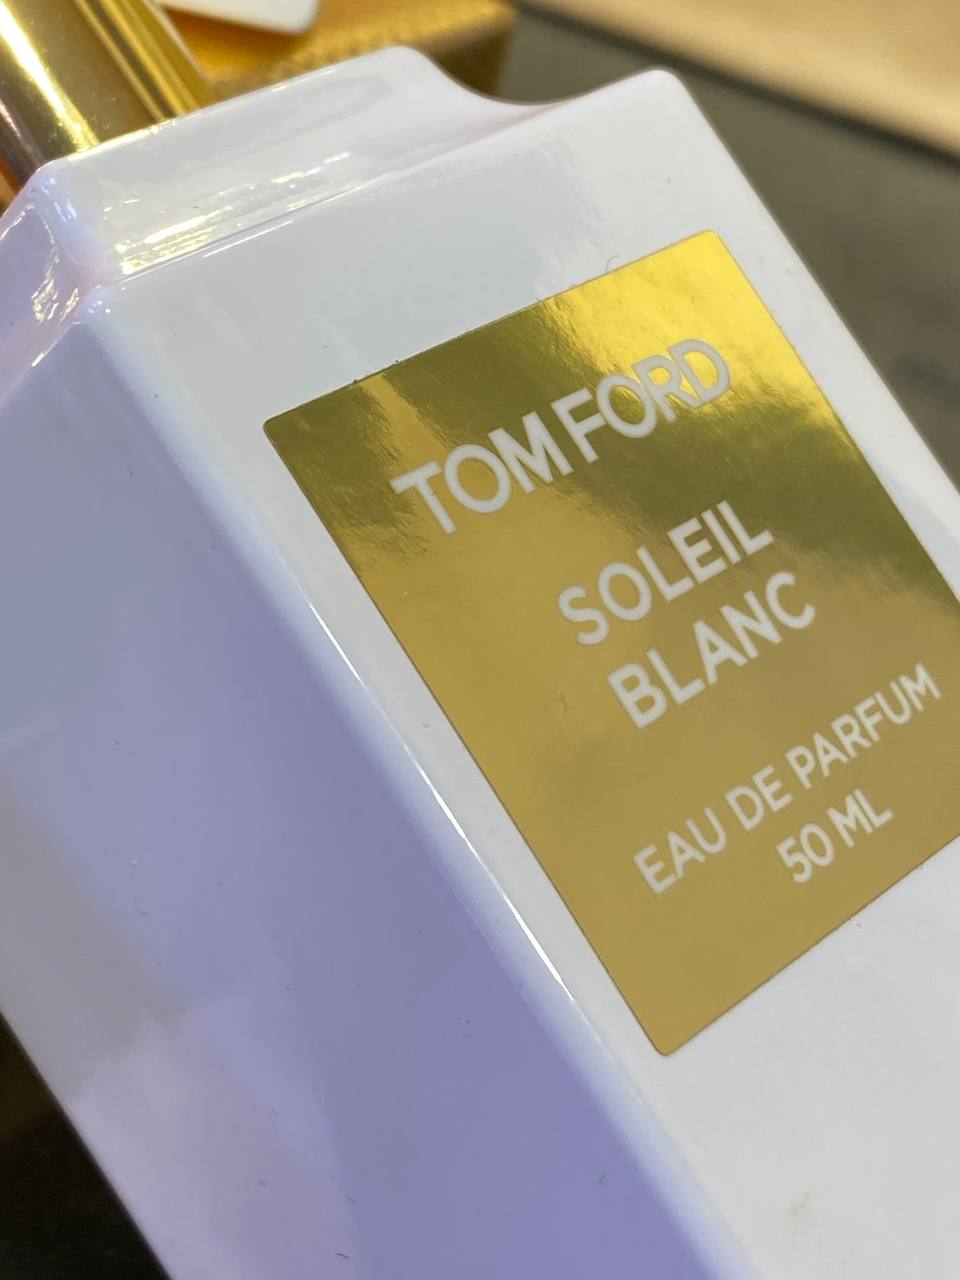 TOM FORD
SOLEIL
BLANC
EAU DE PARFUM
50 ML